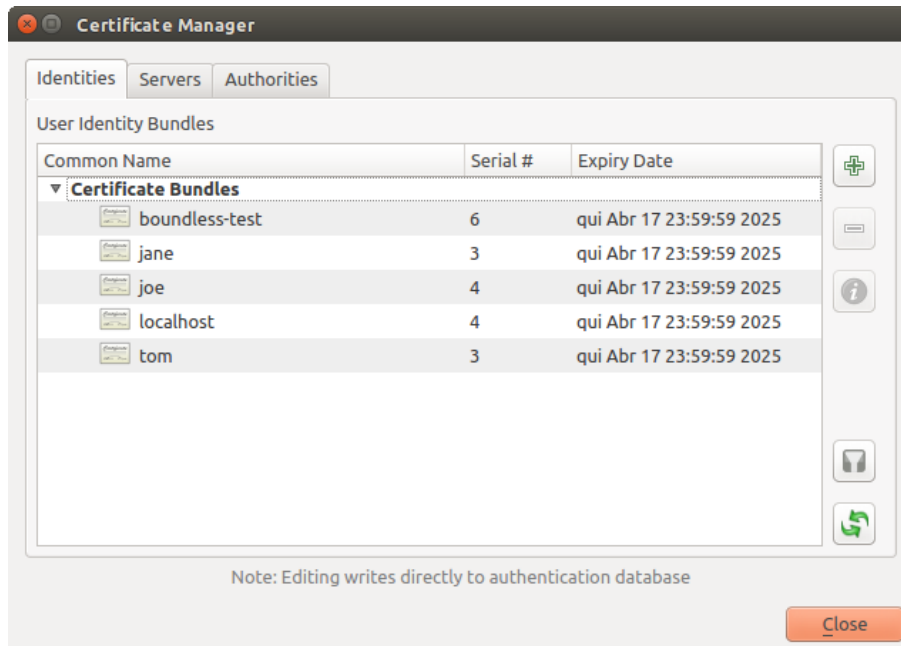 Certificate Manager
Identities Servers Authorities
User Identity Bundles
Common Name Serial # Expiry Date
Certificate Bundles
boundless-test 6 qui Abr 17 23:59:59 2025
jane 3 qui Abr 17 23:59:59 2025
joe 4 qui Abr 17 23:59:59 2025
localhost 4 qui Abr 17 23:59:59 2025
tom 3 qui Abr 17 23:59:59 2025
Note: Editing writes directly to authentication database
Close